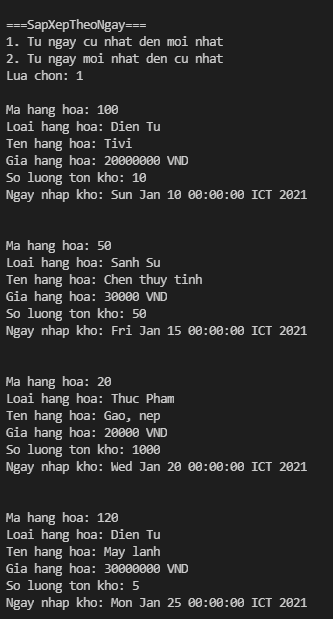 ===SapXepTheoNgay===
1. Tu ngay cu nhat den moi nhat
2. Tu ngay moi nhat den cu nhat
Lua chon: 1
Ma hang hoa: 100
Loai hang hoa: Dien Tu
Ten hang hoa: Tivi
Gia hang hoa: 20000000 VND
So luong ton kho: 10
Ngay nhap kho: Sun Jan 10 00:00:00 ICT 2021
Ma hang hoa: 50
Loai hang hoa: Sanh Su
Ten hang hoa: Chen thuy tinh
Gia hang hoa: 30000 VND
So luong ton kho: 50
Ngay nhap kho: Fri Jan 15 00:00:00 ICT 2021
Ma hang hoa: 20
Loai hang hoa: Thuc Pham
Ten hang hoa: Gao, nep
Gia hang hoa: 20000 VND
So luong ton kho: 1000
Ngay nhap kho: Wed Jan 20 00:00:00 ICT 2021
Ma hang hoa: 120
Loai hang hoa: Dien Tu
Ten hang hoa: May lanh
Gia hang hoa: 30000000 VND
So luong ton kho: 5
Ngay nhap kho: Mon Jan 25 00:00:00 ICT 2021